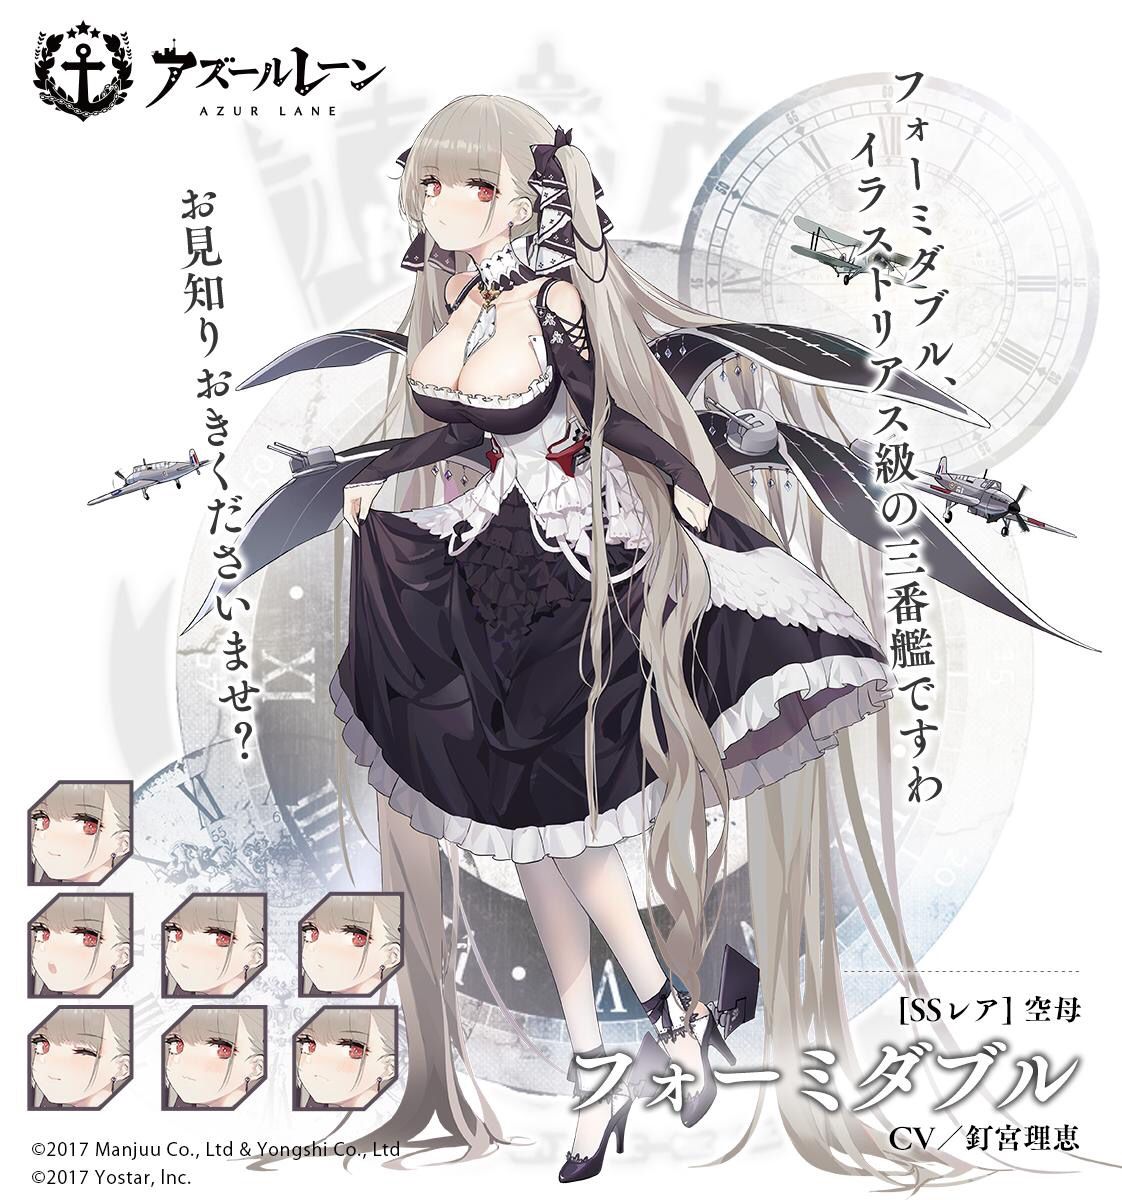 アズールレーン
AZUR LANE
フォーミダブル、
イラストリアス級の三番艦ですわ
お見知りおきくださいませ？
[SSレア] 空母
フォーミダブル
CV／釘宮理恵
©2017 Manjuu Co., Ltd & Yongshi Co., Ltd
©2017 Yostar, Inc.